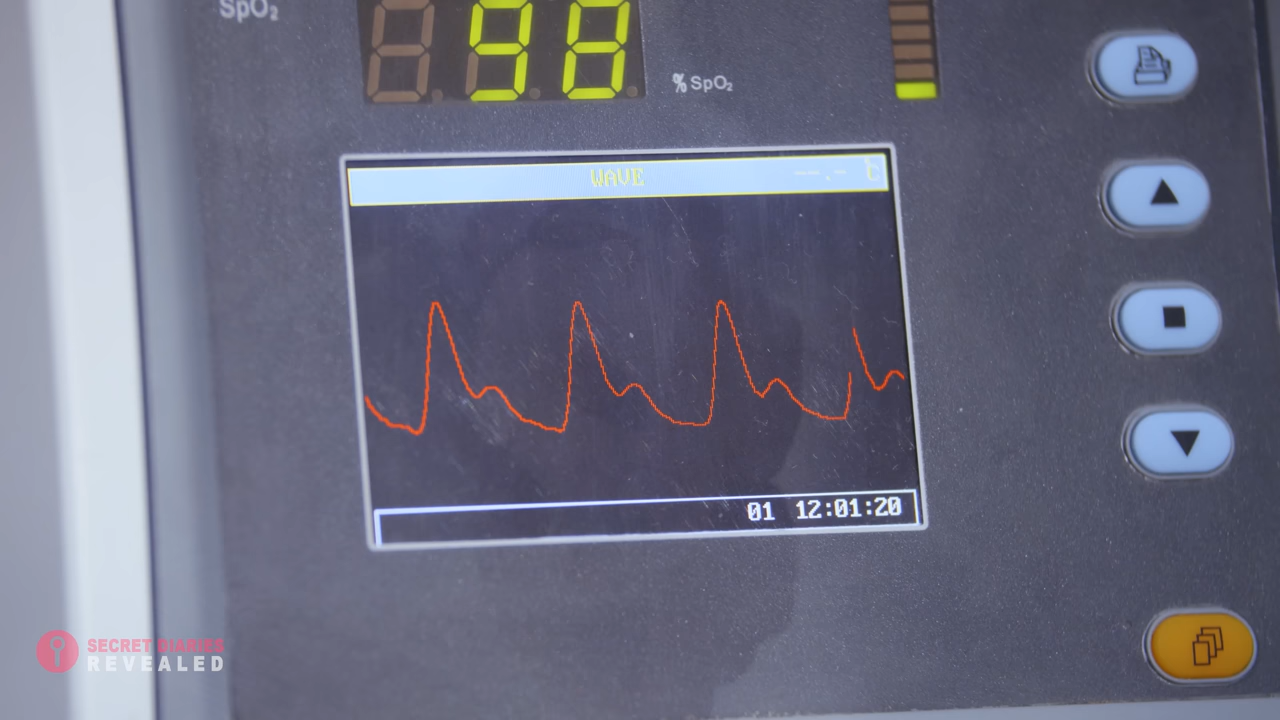 SpO₂
98
% SpO₂
WAVE
---.-- t
01 12:01:20
SECRET DIARIES
REVEALED